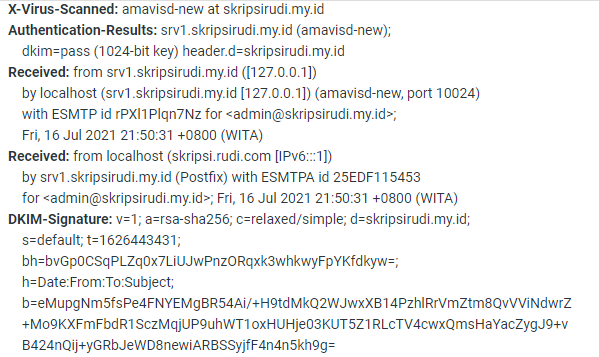 X-Virus-Scanned: amavisd-new at skripsirudi.my.id
Authentication-Results: srv1.skripsirudi.my.id (amavisd-new);
dkim=pass (1024-bit key) header.d=skripsirudi.my.id
Received: from srv1.skripsirudi.my.id ([127.0.0.1])
by localhost (srv1.skripsirudi.my.id [127.0.0.1]) (amavisd-new, port 10024)
with ESMTP id rPXl1Plqn7Nz for <admin@skripsirudi.my.id>;
Fri, 16 Jul 2021 21:50:31 +0800 (WITA)
Received: from localhost (skripsi.rudi.com [IPv6:::1])
by srv1.skripsirudi.my.id (Postfix) with ESMTPA id 25EDF115453
for <admin@skripsirudi.my.id>; Fri, 16 Jul 2021 21:50:31 +0800 (WITA)
DKIM-Signature: v=1; a=rsa-sha256; c=relaxed/simple; d=skripsirudi.my.id;
s=default; t=1626443431;
bh=bvGp0CSqPLZq0x7LiUJwPnzORqxk3whkwyFpYKfdkyw=;
h=Date:From:To:Subject;
b=eMupgNm5fsPe4FNYEMgBR54Ai/+H9tdMkQ2WJwxXB14PzhlRrVmZtm8QvVViNdwrZ
+Mo9KXFmFbdR1SczMqjUP9uhWT1oxHUHje03KUT5Z1RLcTV4cwxQmsHaYacZygJ9+v
B424nQij+yGRbJeWD8newiARBSSyjfF4n4n5kh9g=